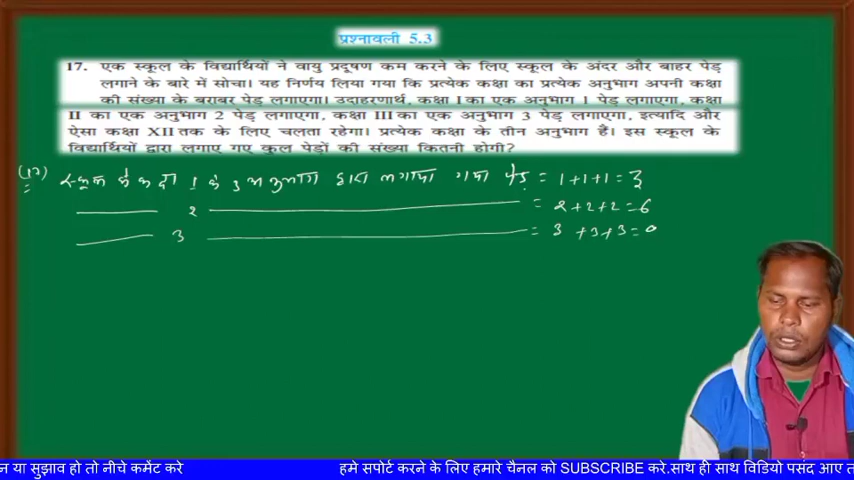 प्रश्नावली 5.3
17. एक स्कूल के विद्यार्थियों ने वायु प्रदूषण कम करने के लिए स्कूल के अंदर और बाहर पेड़
लगाने के बारे में सोचा। यह निर्णय लिया गया कि प्रत्येक कक्षा का प्रत्येक अनुभाग अपनी कक्षा
की संख्या के बराबर पेड़ लगाएगा। उदाहरणार्थ, कक्षा I का एक अनुभाग 1 पेड़ लगाएगा, कक्षा
II का एक अनुभाग 2 पेड़ लगाएगा, कक्षा III का एक अनुभाग 3 पेड़ लगाएगा, इत्यादि और
ऐसा कक्षा XII तक के लिए चलता रहेगा। प्रत्येक कक्षा के तीन अनुभाग हैं। इस स्कूल के
विद्यार्थियों द्वारा लगाए गए कुल पेड़ों की संख्या कितनी होगी?
(17) स्कूल के कक्षा 1 के 3 अनुभाग द्वारा लगाया गया पेड़ = 1+1+1=3
2 = 2+2+2=6
3 = 3+3+3=
न या सुझाव हो तो नीचे कमेंट करे हमे सपोर्ट करने के लिए हमारे चैनल को SUBSCRIBE करे.साथ ही साथ विडियो पसंद आए त